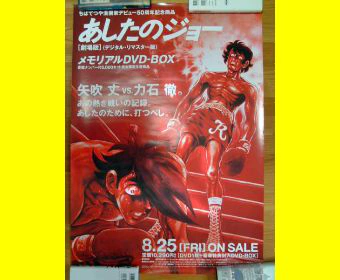 ちばてつや漫画家デビュー50周年記念商品
あしたのジョー
【劇場版】(デジタル・リマスター版)
メモリアルDVD-BOX
矢吹 丈 VS. 力石 徹。
あの熱き戦いの記録。
あしたのために、打つべし。
R
8.25 [FRI] ON SALE